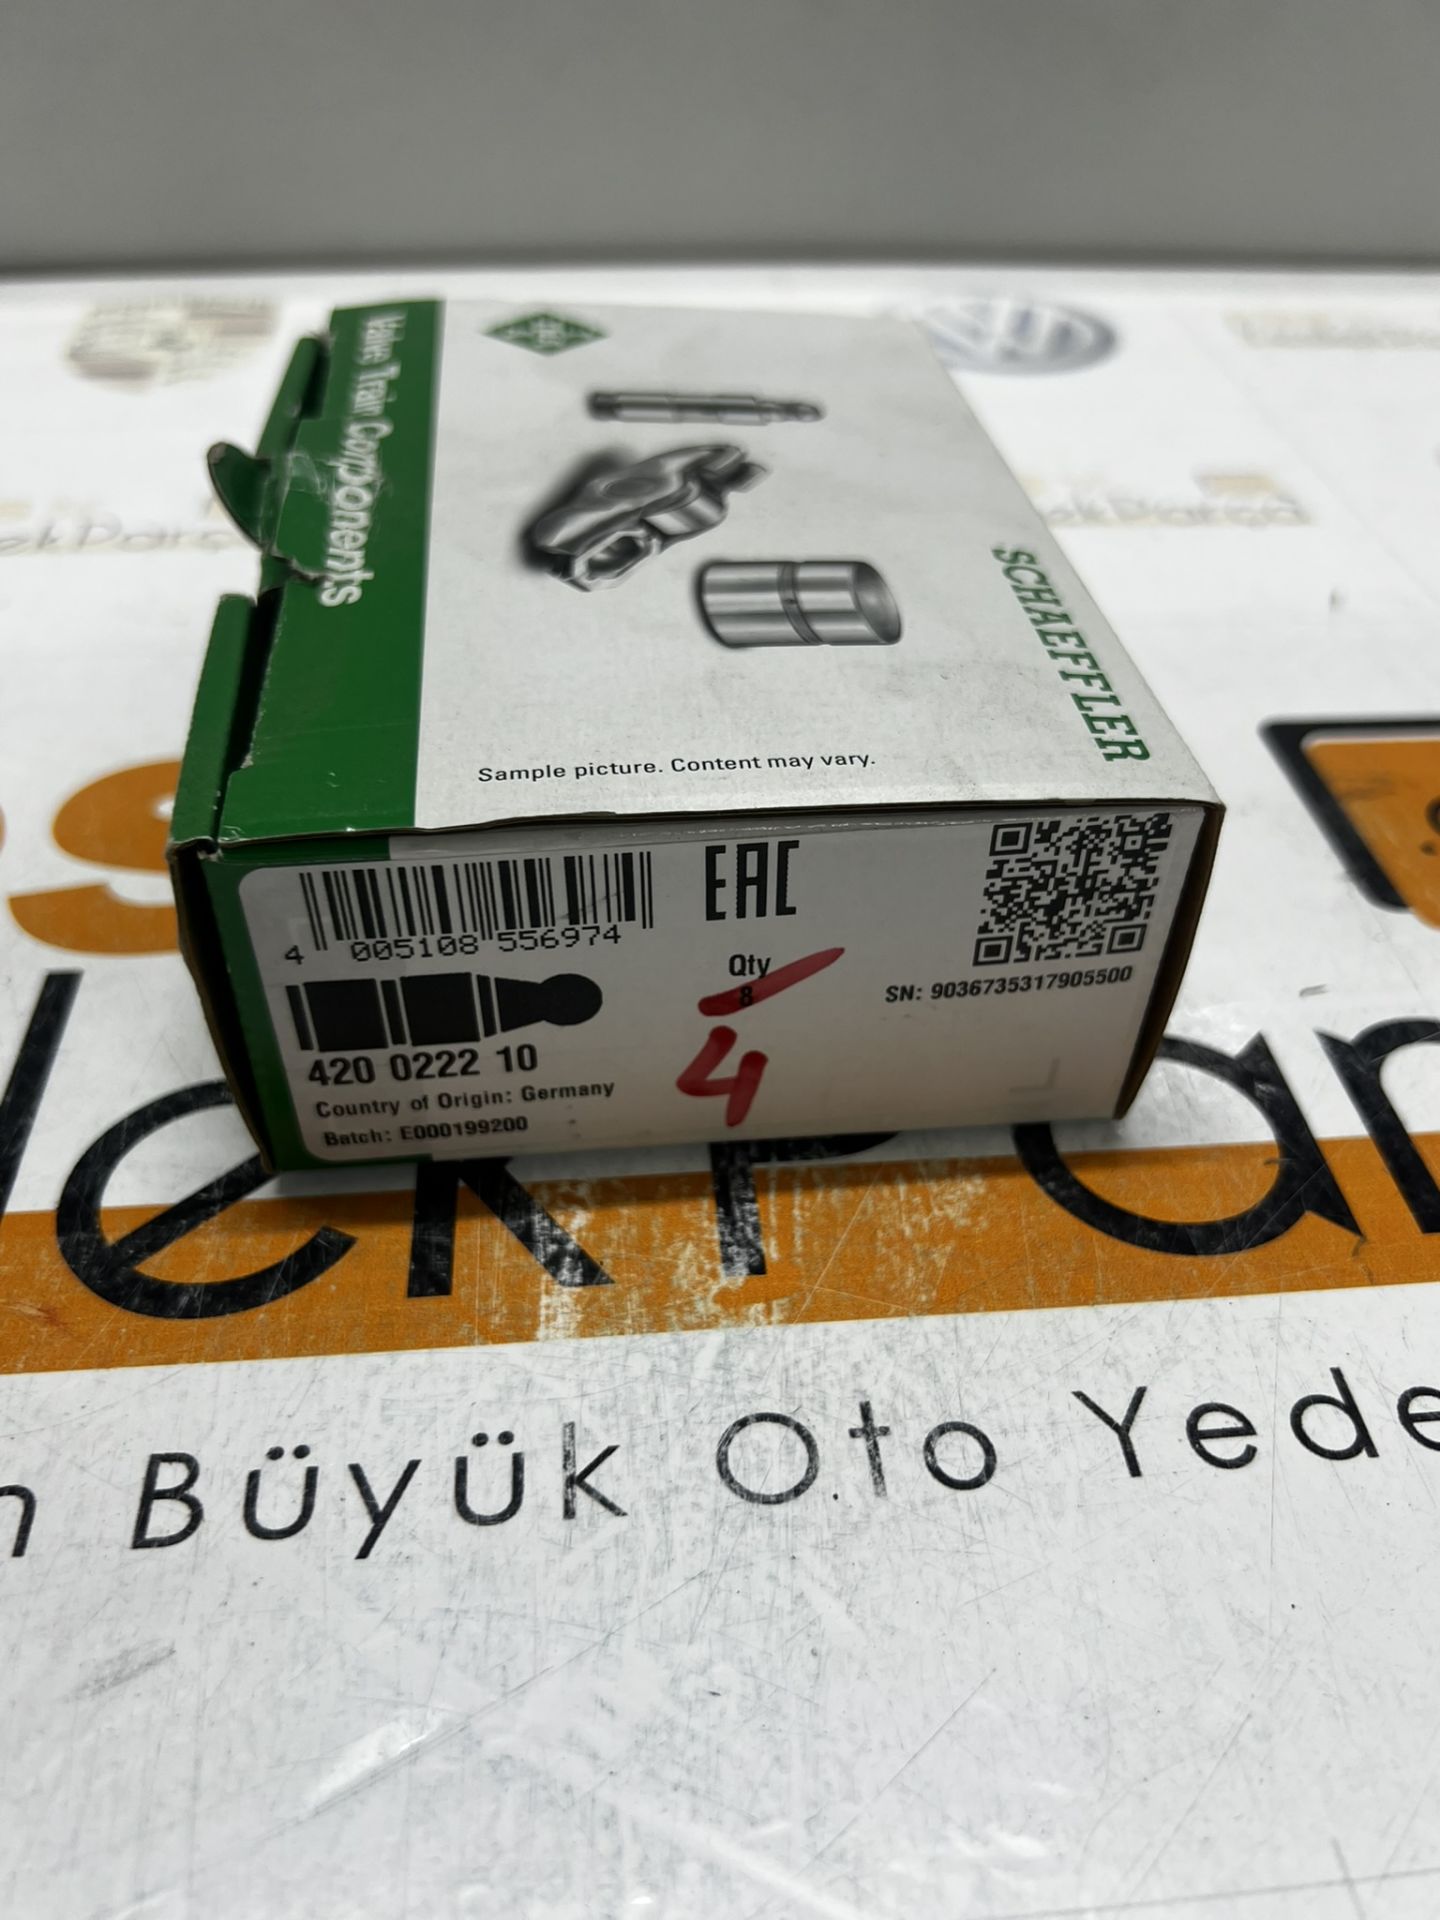 Valve Train Components
INA
SCHAEFFLER
Sample picture. Content may vary.
4 005108 556974
EAC
Qty
8
4
SN: 9036735317905500
420 0222 10
Country of Origin: Germany
Batch: E000199200
Büyük Oto Yede